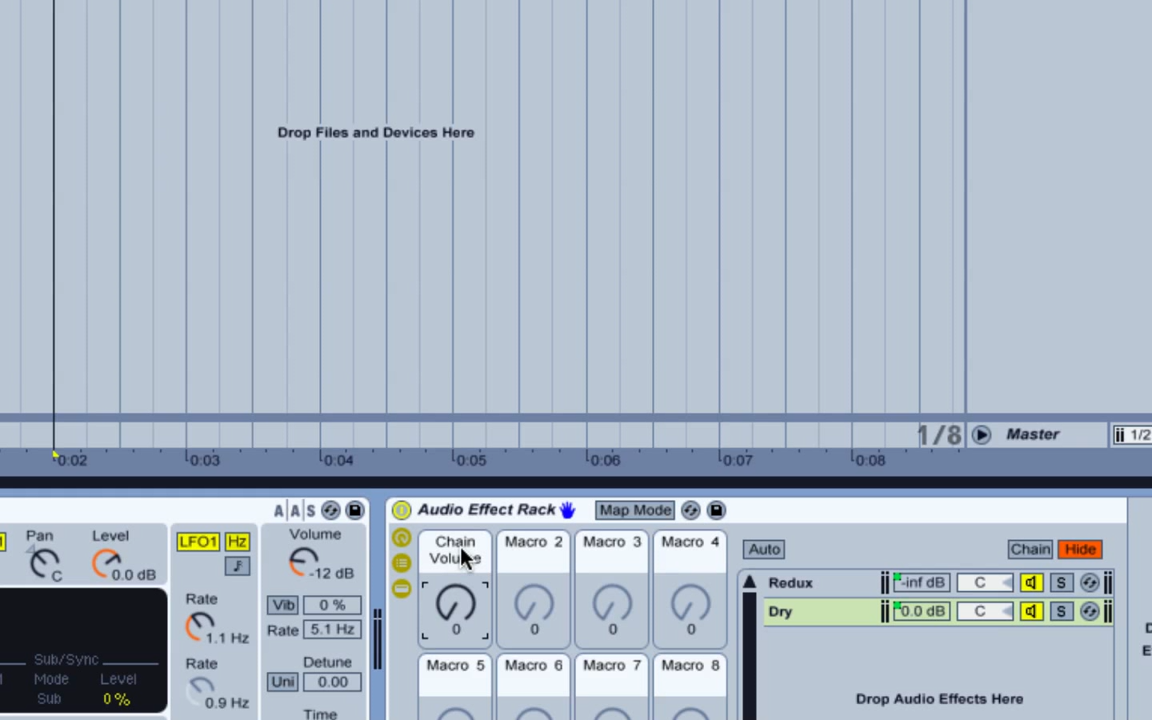 Drop Files and Devices Here
1/8
Master
1/2
0:02
0:03
0:04
0:05
0:06
0:07
0:08
A|A|S
Pan
C
Level
0.0 dB
LFO1
Hz
Rate
1.1 Hz
Rate
0.9 Hz
Sub/Sync
Mode
Level
Sub
0 %
Volume
-12 dB
Vib
0 %
Rate
5.1 Hz
Detune
Uni
0.00
Time
Audio Effect Rack
Map Mode
Chain
Volume
0
Macro 2
0
Macro 3
0
Macro 4
0
Macro 5
Macro 6
Macro 7
Macro 8
Auto
Chain
Hide
Redux
-inf dB
C
S
Dry
0.0 dB
C
S
Drop Audio Effects Here